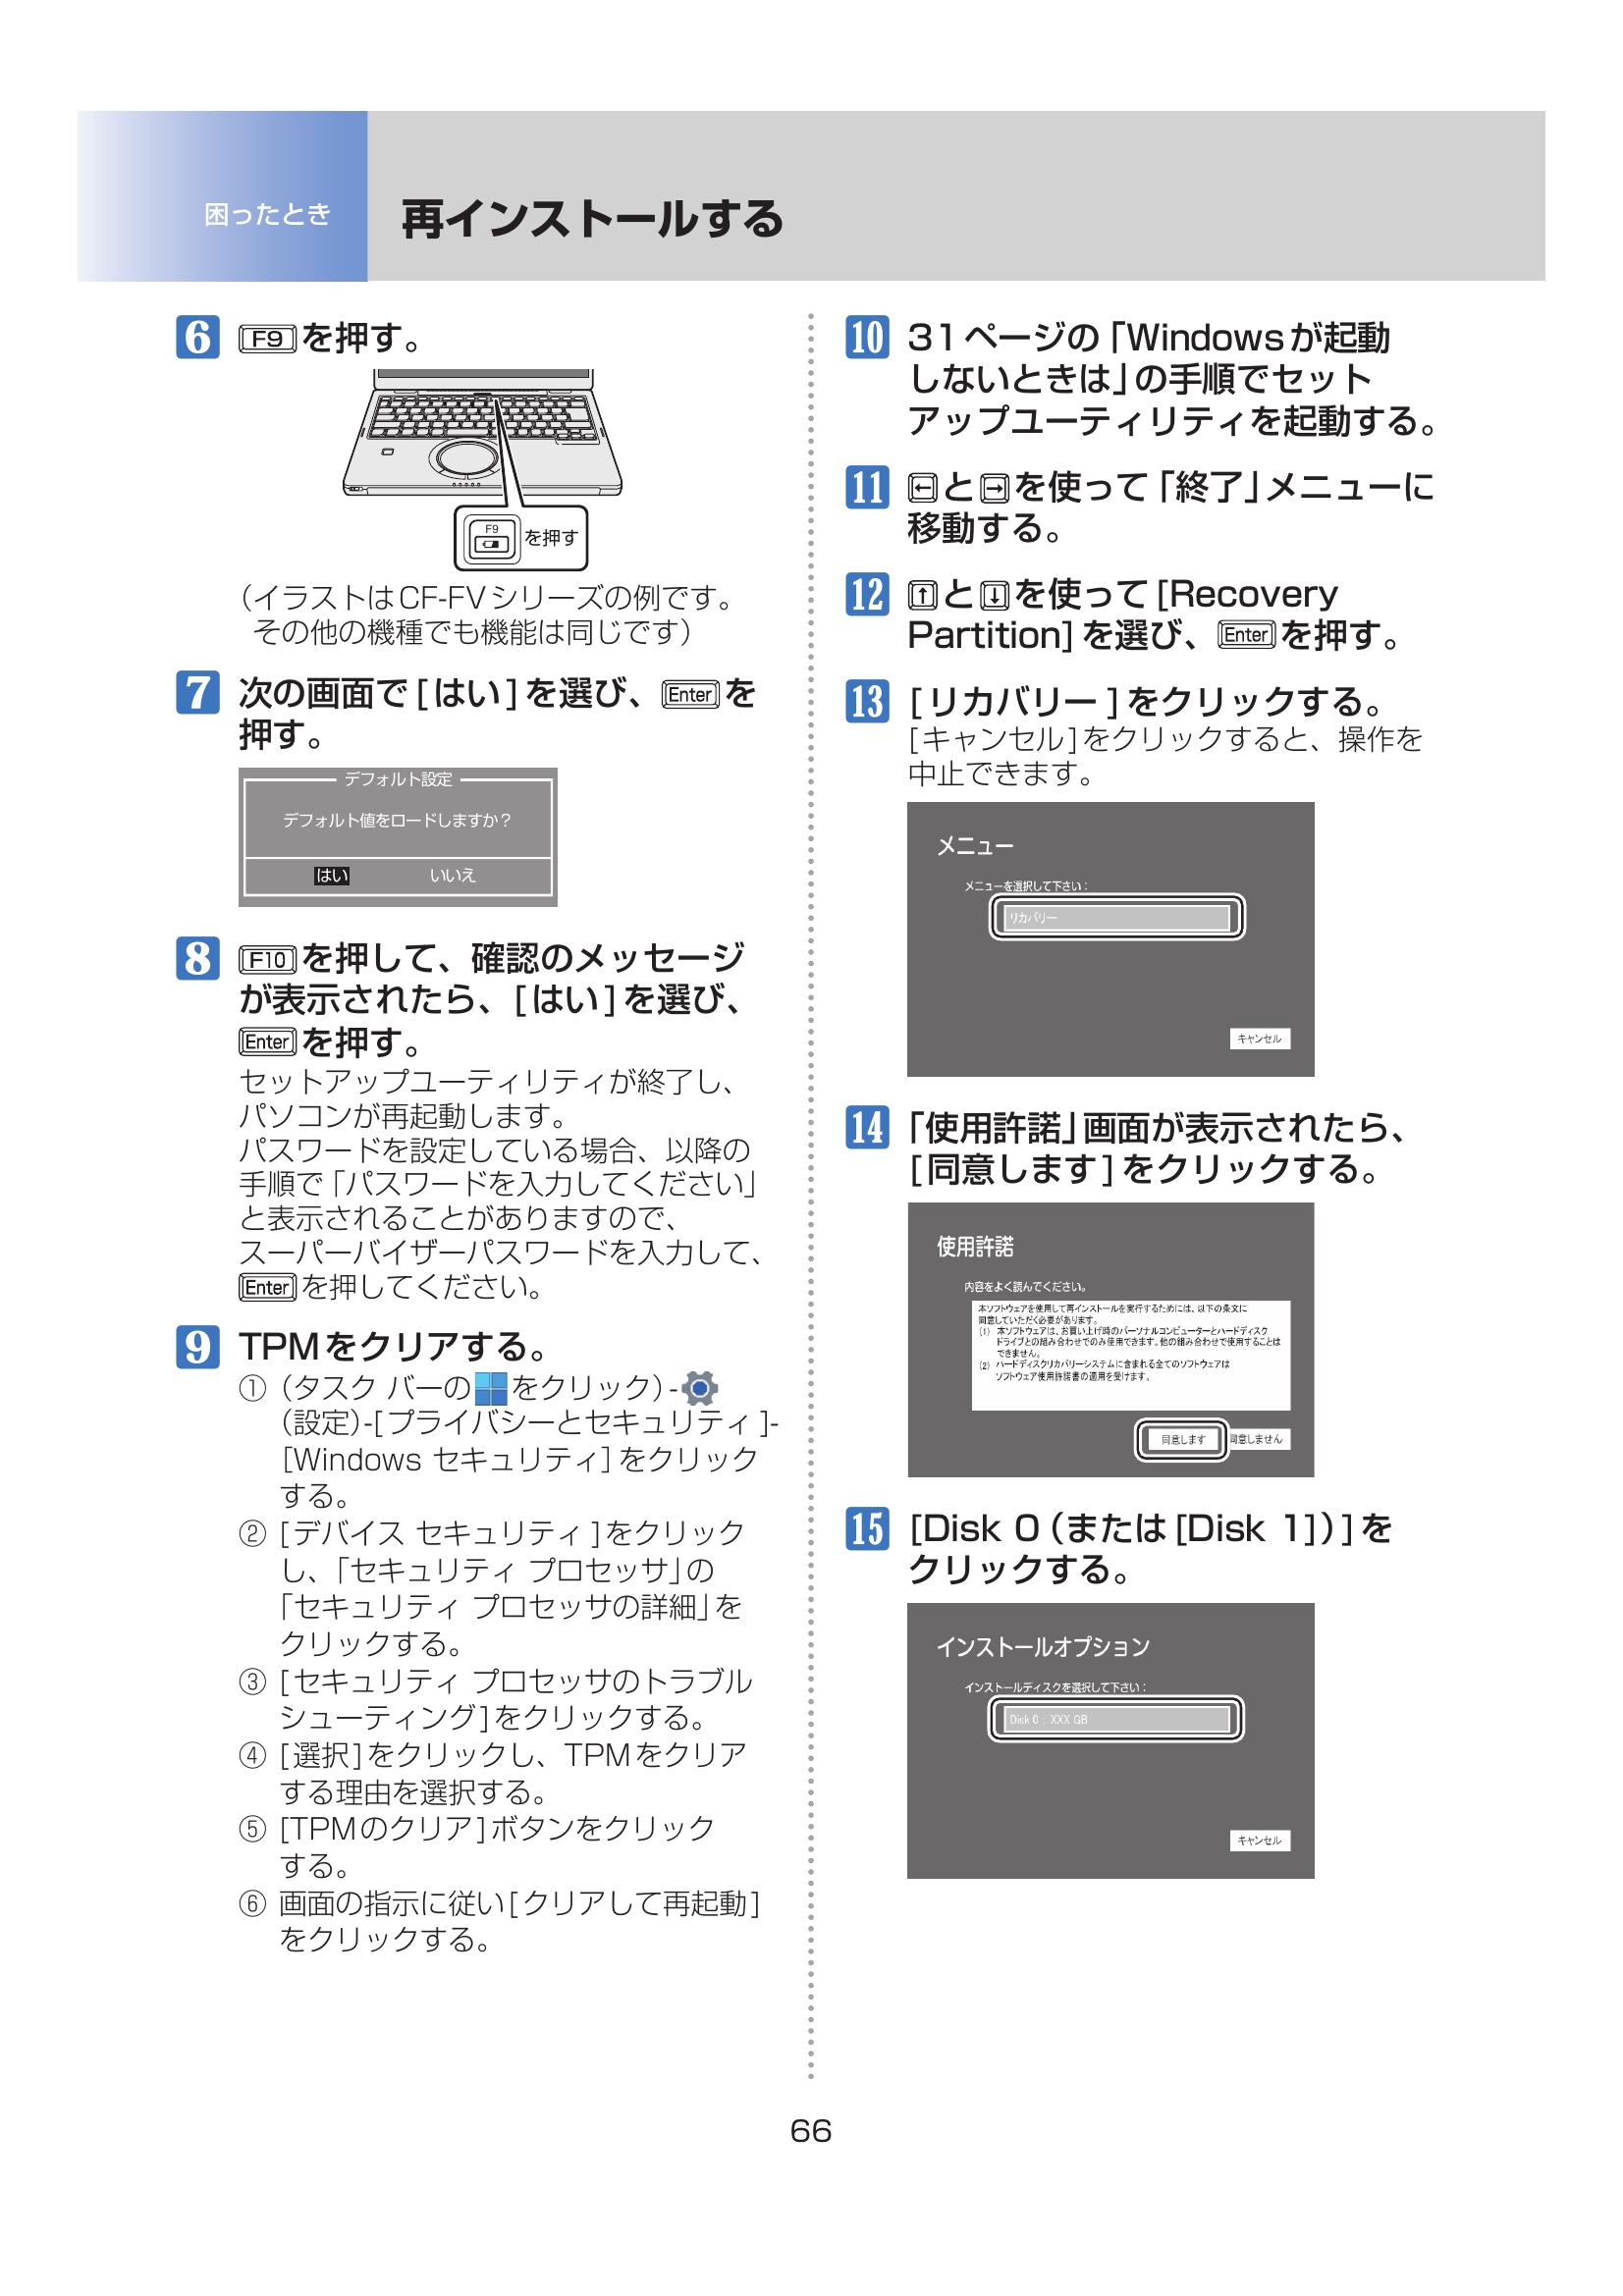 困ったとき
再インストールする
6 F9を押す。
F9
を押す
（イラストはCF-FVシリーズの例です。
その他の機種でも機能は同じです）
7 次の画面で[はい]を選び、Enterを
押す。
デフォルト設定
デフォルト値をロードしますか？
はい いいえ
8 F10を押して、確認のメッセージ
が表示されたら、[はい]を選び、
Enterを押す。
セットアップユーティリティが終了し、
パソコンが再起動します。
パスワードを設定している場合、以降の
手順で「パスワードを入力してください」
と表示されることがありますので、
スーパーバイザーパスワードを入力して、
Enterを押してください。
9 TPMをクリアする。
① （タスク バーの をクリック）-
（設定）-[プライバシーとセキュリティ]-
[Windows セキュリティ]をクリック
する。
② [デバイス セキュリティ]をクリック
し、「セキュリティ プロセッサ」の
「セキュリティ プロセッサの詳細」を
クリックする。
③ [セキュリティ プロセッサのトラブル
シューティング]をクリックする。
④ [選択]をクリックし、TPMをクリア
する理由を選択する。
⑤ [TPMのクリア]ボタンをクリック
する。
⑥ 画面の指示に従い[クリアして再起動]
をクリックする。
10 31ページの「Windowsが起動
しないときは」の手順でセット
アップユーティリティを起動する。
11 ←と→を使って「終了」メニューに
移動する。
12 ↑と↓を使って[Recovery
Partition]を選び、Enterを押す。
13 [リカバリー]をクリックする。
[キャンセル]をクリックすると、操作を
中止できます。
メニュー
メニューを選択して下さい：
リカバリー
キャンセル
14 「使用許諾」画面が表示されたら、
[同意します]をクリックする。
使用許諾
内容をよく読んでください。
本ソフトウェアを使用して再インストールを実行するためには、以下の条文に
同意していただく必要があります。
(1) 本ソフトウェアは、お買い上げ時のパーソナルコンピューターとハードディスク
ドライブとの組み合わせでのみ使用できます。他の組み合わせで使用することは
できません。
(2) ハードディスクリカバリーシステムに含まれる全てのソフトウェアは
ソフトウェア使用許諾書の適用を受けます。
同意します 同意しません
15 [Disk 0（または[Disk 1]）]を
クリックする。
インストールオプション
インストールディスクを選択して下さい：
Disk 0 : XXX GB
キャンセル
66